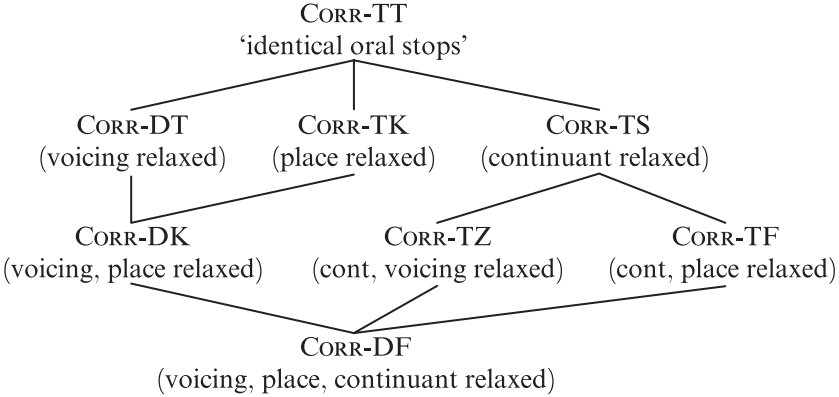 CORR-TT
‘identical oral stops’
CORR-DT CORR-TK CORR-TS
(voicing relaxed) (place relaxed) (continuant relaxed)
CORR-DK CORR-TZ CORR-TF
(voicing, place relaxed) (cont, voicing relaxed) (cont, place relaxed)
CORR-DF
(voicing, place, continuant relaxed)